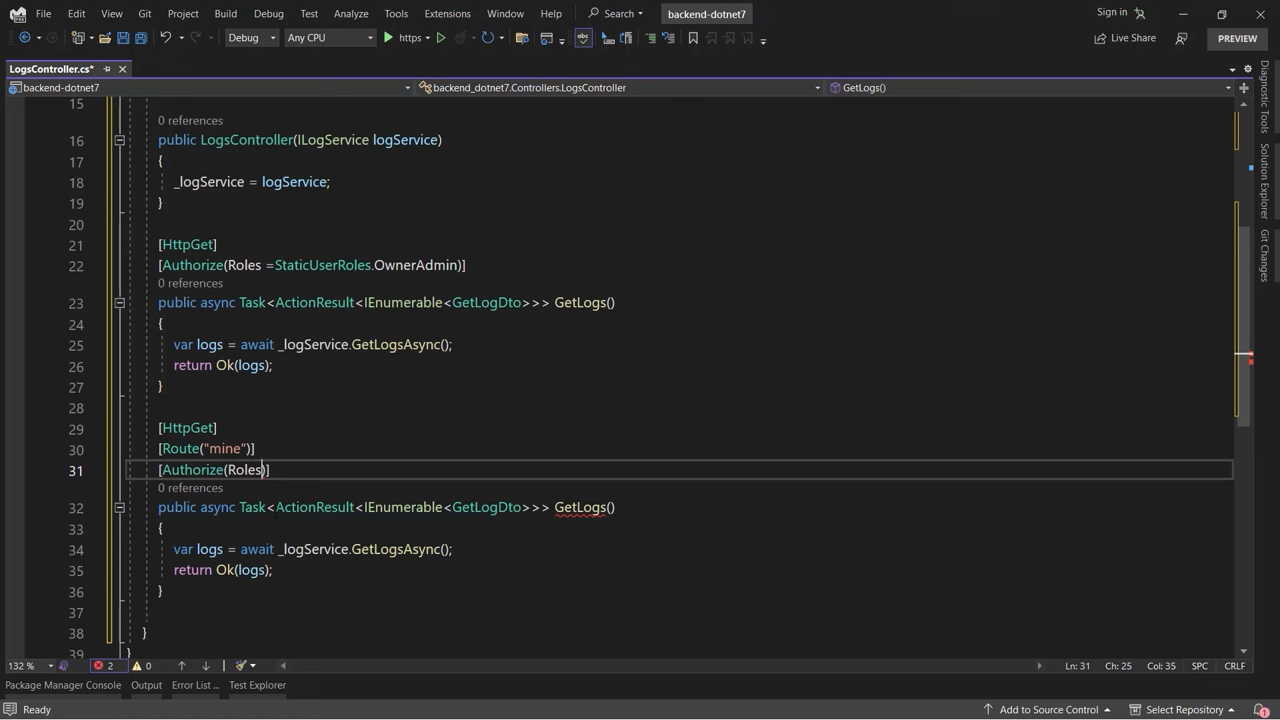 File Edit View Git Project Build Debug Test Analyze Tools Extensions Window Help Search backend-dotnet7 Sign in
PRE Debug Any CPU https Live Share PREVIEW
LogsController.cs*
backend-dotnet7 backend_dotnet7.Controllers.LogsController GetLogs()
15
0 references
16 public LogsController(ILogService logService)
17 {
18 _logService = logService;
19 }
20
21 [HttpGet]
22 [Authorize(Roles =StaticUserRoles.OwnerAdmin)]
0 references
23 public async Task<ActionResult<IEnumerable<GetLogDto>>> GetLogs()
24 {
25 var logs = await _logService.GetLogsAsync();
26 return Ok(logs);
27 }
28
29 [HttpGet]
30 [Route("mine")]
31 [Authorize(Roles)]
0 references
32 public async Task<ActionResult<IEnumerable<GetLogDto>>> GetLogs()
33 {
34 var logs = await _logService.GetLogsAsync();
35 return Ok(logs);
36 }
37
38 }
39 }
Diagnostic Tools
Solution Explorer
Git Changes
132 % 2 0 Ln: 31 Ch: 25 Col: 35 SPC CRLF
Package Manager Console Output Error List ... Test Explorer
Ready Add to Source Control Select Repository 1